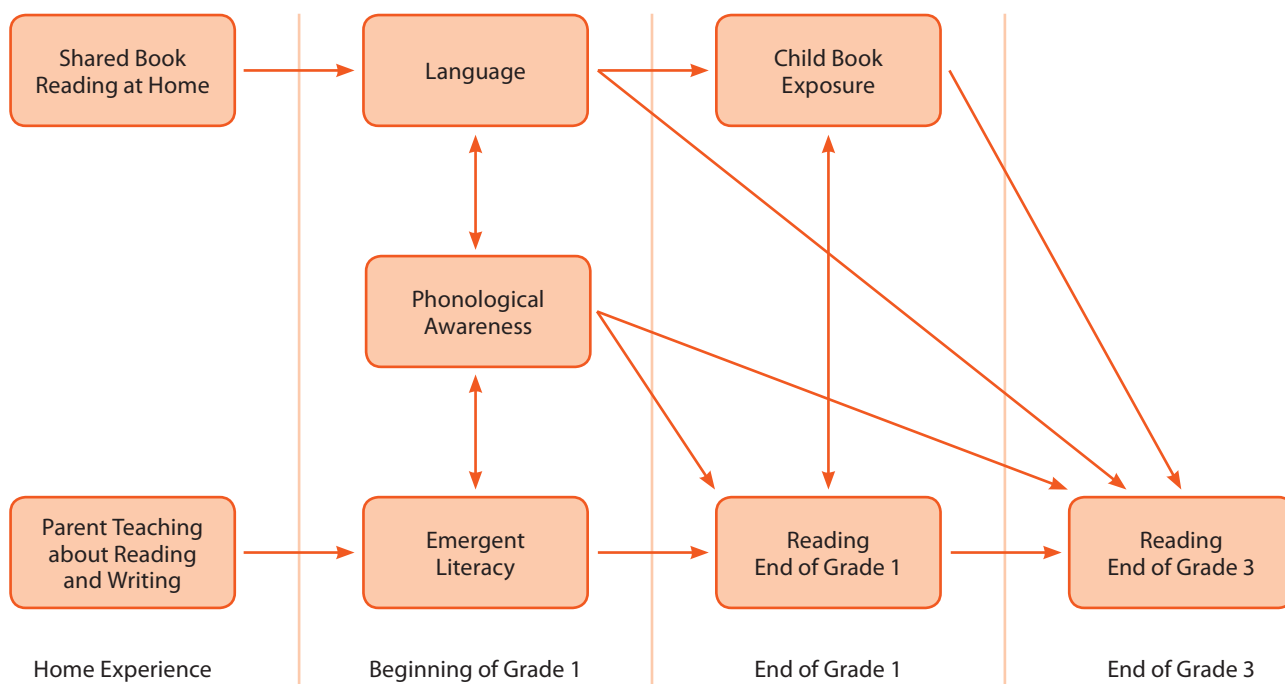 Shared Book
Reading at Home
Language
Child Book
Exposure
Phonological
Awareness
Parent Teaching
about Reading
and Writing
Emergent
Literacy
Reading
End of Grade 1
Reading
End of Grade 3
Home Experience
Beginning of Grade 1
End of Grade 1
End of Grade 3